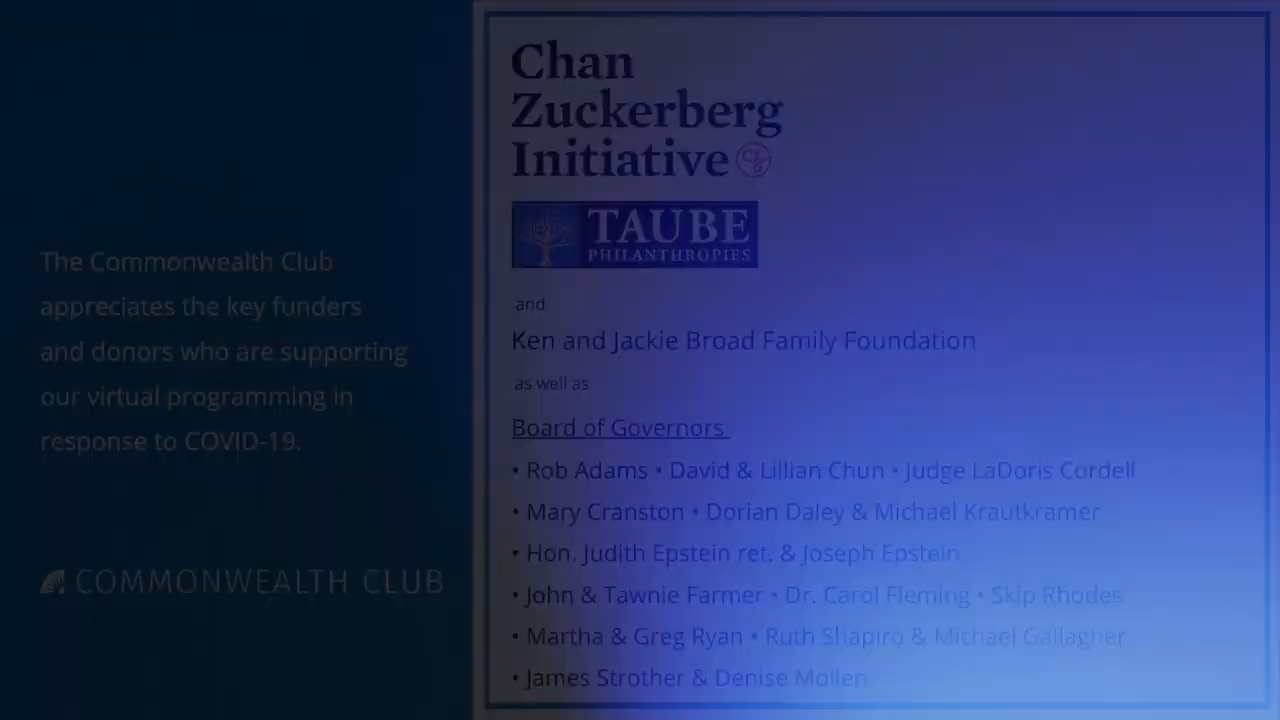 The Commonwealth Club
appreciates the key funders
and donors who are supporting
our virtual programming in
response to COVID-19.
COMMONWEALTH CLUB
Chan
Zuckerberg
Initiative
TAUBE
PHILANTHROPIES
and
Ken and Jackie Broad Family Foundation
as well as
Board of Governors
• Rob Adams • David & Lillian Chun • Judge LaDoris Cordell
• Mary Cranston • Dorian Daley & Michael Krautkramer
• Hon. Judith Epstein ret. & Joseph Epstein
• John & Tawnie Farmer • Dr. Carol Fleming • Skip Rhodes
• Martha & Greg Ryan • Ruth Shapiro & Michael Gallagher
• James Strother & Denise Mollen